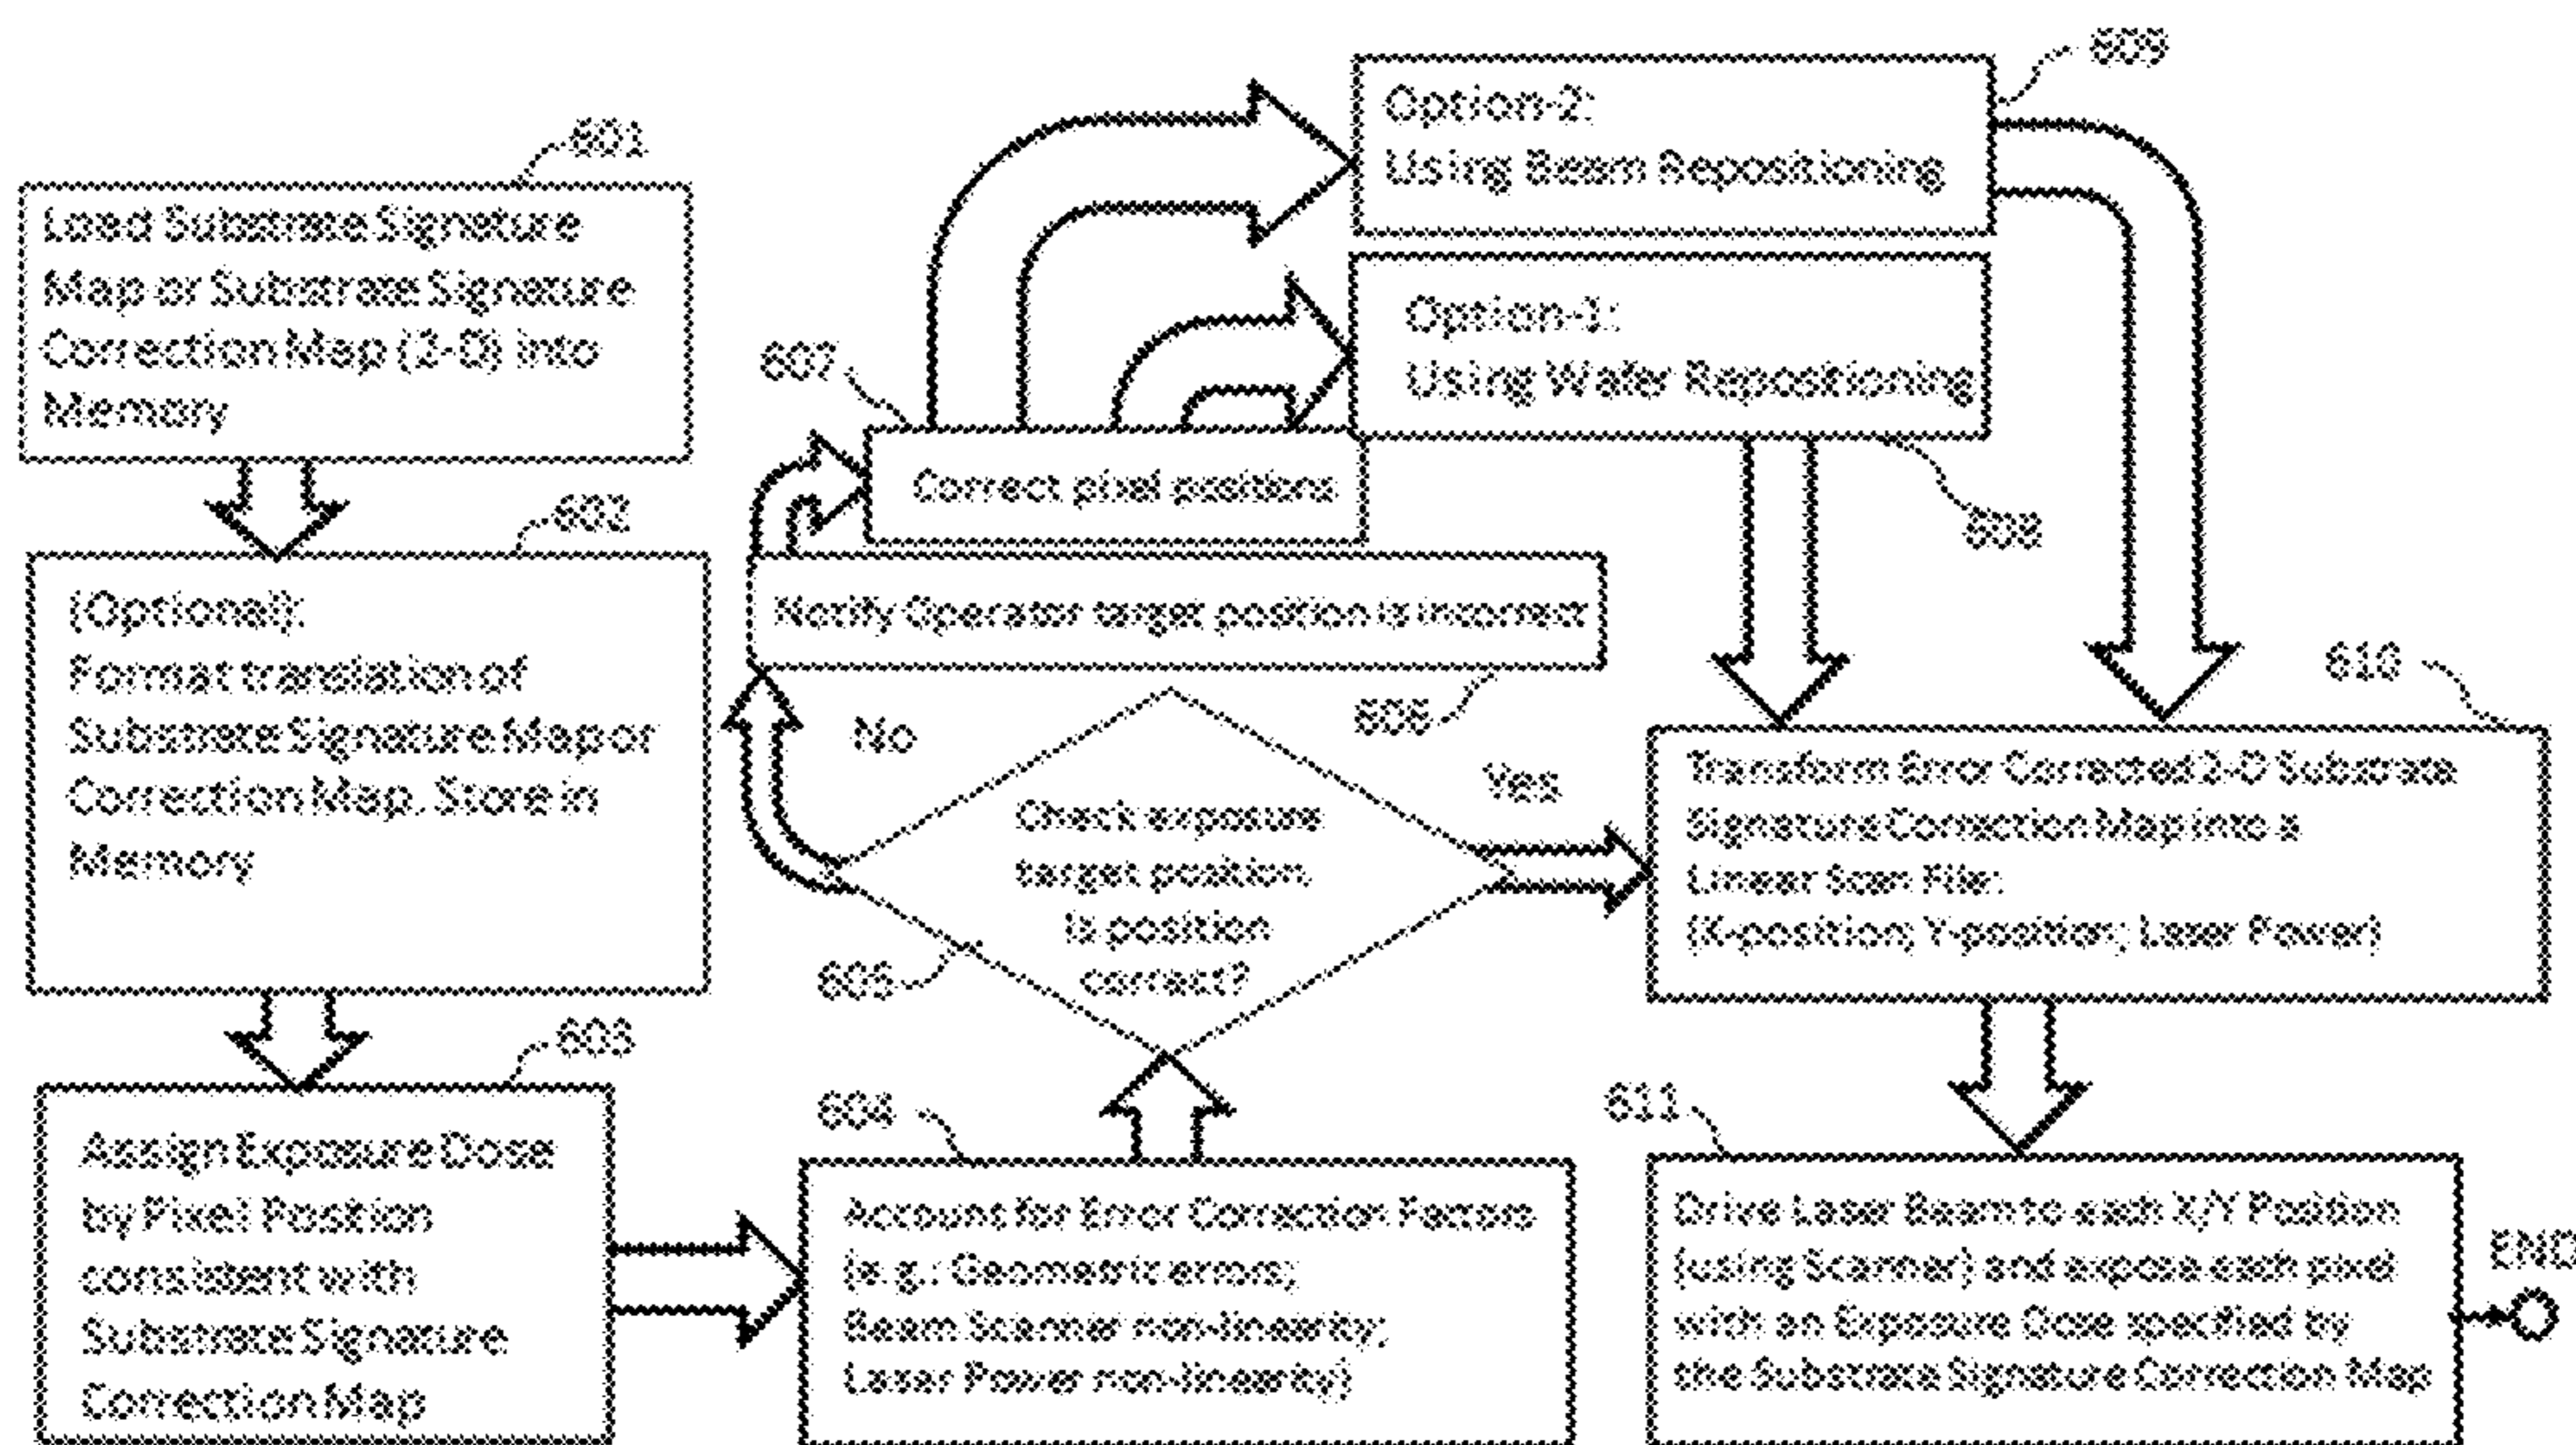 601
Load Substrate Signature
Map or Substrate Signature
Correction Map (2-D) into
Memory
602
(Optional):
Format translation of
Substrate Signature Map or
Correction Map. Store in
Memory
603
Assign Exposure Dose
by Pixel Position
consistent with
Substrate Signature
Correction Map
604
Account for Error Correction Factors
(e.g.: Geometric errors;
Beam Scanner non-linearity;
Laser Power non-linearity)
605
Check exposure
target position.
Is position
correct?
No
Yes
606
Notify Operator target position is incorrect
607
Correct pixel positions
608
Option-1:
Using Wafer Repositioning
609
Option-2:
Using Beam Repositioning
610
Transform Error Corrected 2-D Substrate
Signature Correction Map into a
Linear Scan File:
(X-position; Y-position; Laser Power)
611
Drive Laser Beam to each X/Y Position
(using Scanner) and expose each pixel
with an Exposure Dose specified by
the Substrate Signature Correction Map
END